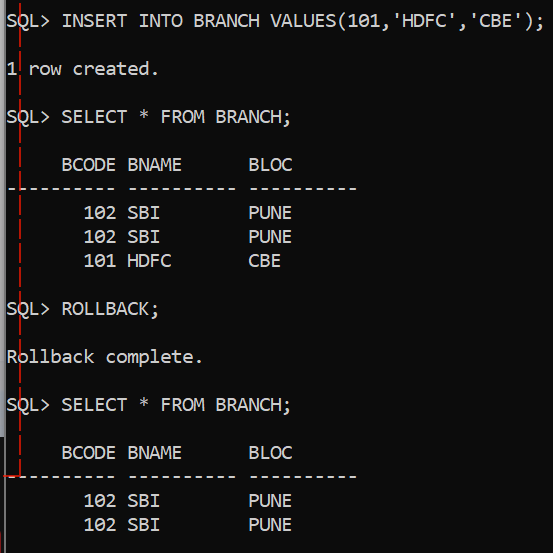 SQL> INSERT INTO BRANCH VALUES(101,'HDFC','CBE');
1 row created.
SQL> SELECT * FROM BRANCH;
     BCODE BNAME      BLOC
---------- ---------- ----------
       102 SBI        PUNE
       102 SBI        PUNE
       101 HDFC       CBE
SQL> ROLLBACK;
Rollback complete.
SQL> SELECT * FROM BRANCH;
     BCODE BNAME      BLOC
---------- ---------- ----------
       102 SBI        PUNE
       102 SBI        PUNE